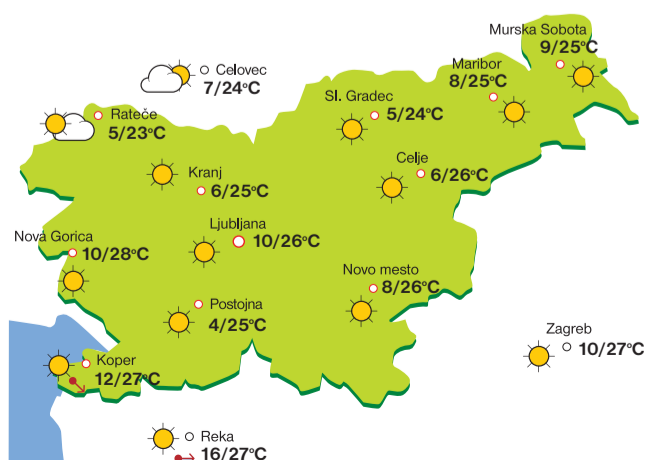 Murska Sobota
9/25°C
Celovec
7/24°C
Maribor
8/25°C
Sl. Gradec
5/24°C
Rateče
5/23°C
Celje
6/26°C
Kranj
6/25°C
Ljubljana
10/26°C
Nova Gorica
10/28°C
Novo mesto
8/26°C
Postojna
4/25°C
Zagreb
10/27°C
Koper
12/27°C
Reka
16/27°C